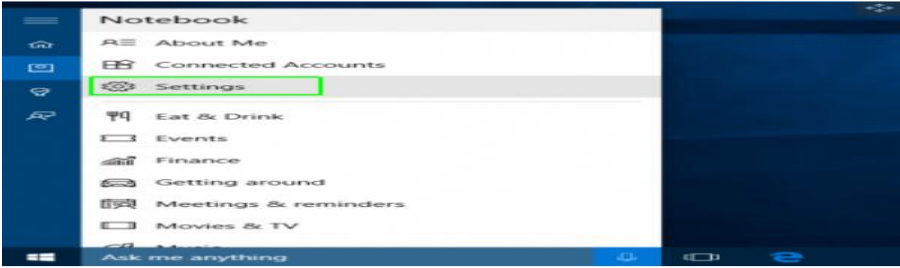 Notebook
About Me
Connected Accounts
Settings
Eat & Drink
Events
Finance
Getting around
Meetings & reminders
Movies & TV
Ask me anything